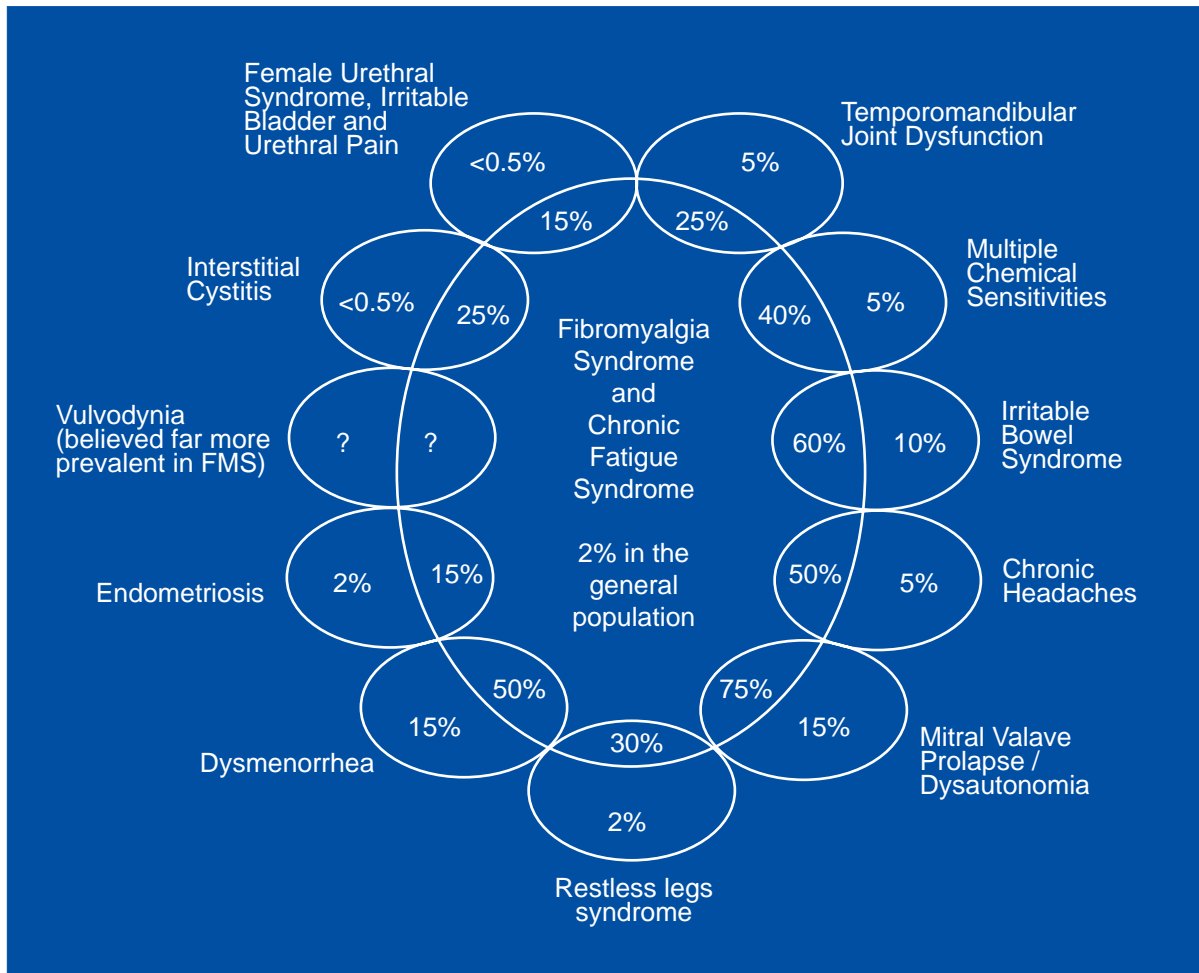 Female Urethral
Syndrome, Irritable
Bladder and
Urethral Pain
<0.5%
15%
Temporomandibular
Joint Dysfunction
5%
25%
Interstitial
Cystitis
<0.5%
25%
Multiple
Chemical
Sensitivities
40%
5%
Fibromyalgia
Syndrome
and
Chronic
Fatigue
Syndrome
2% in the
general
population
Vulvodynia
(believed far more
prevalent in FMS)
?
?
Irritable
Bowel
Syndrome
60%
10%
Endometriosis
2%
15%
Chronic
Headaches
50%
5%
Dysmenorrhea
15%
50%
Mitral Valave
Prolapse /
Dysautonomia
75%
15%
30%
2%
Restless legs
syndrome